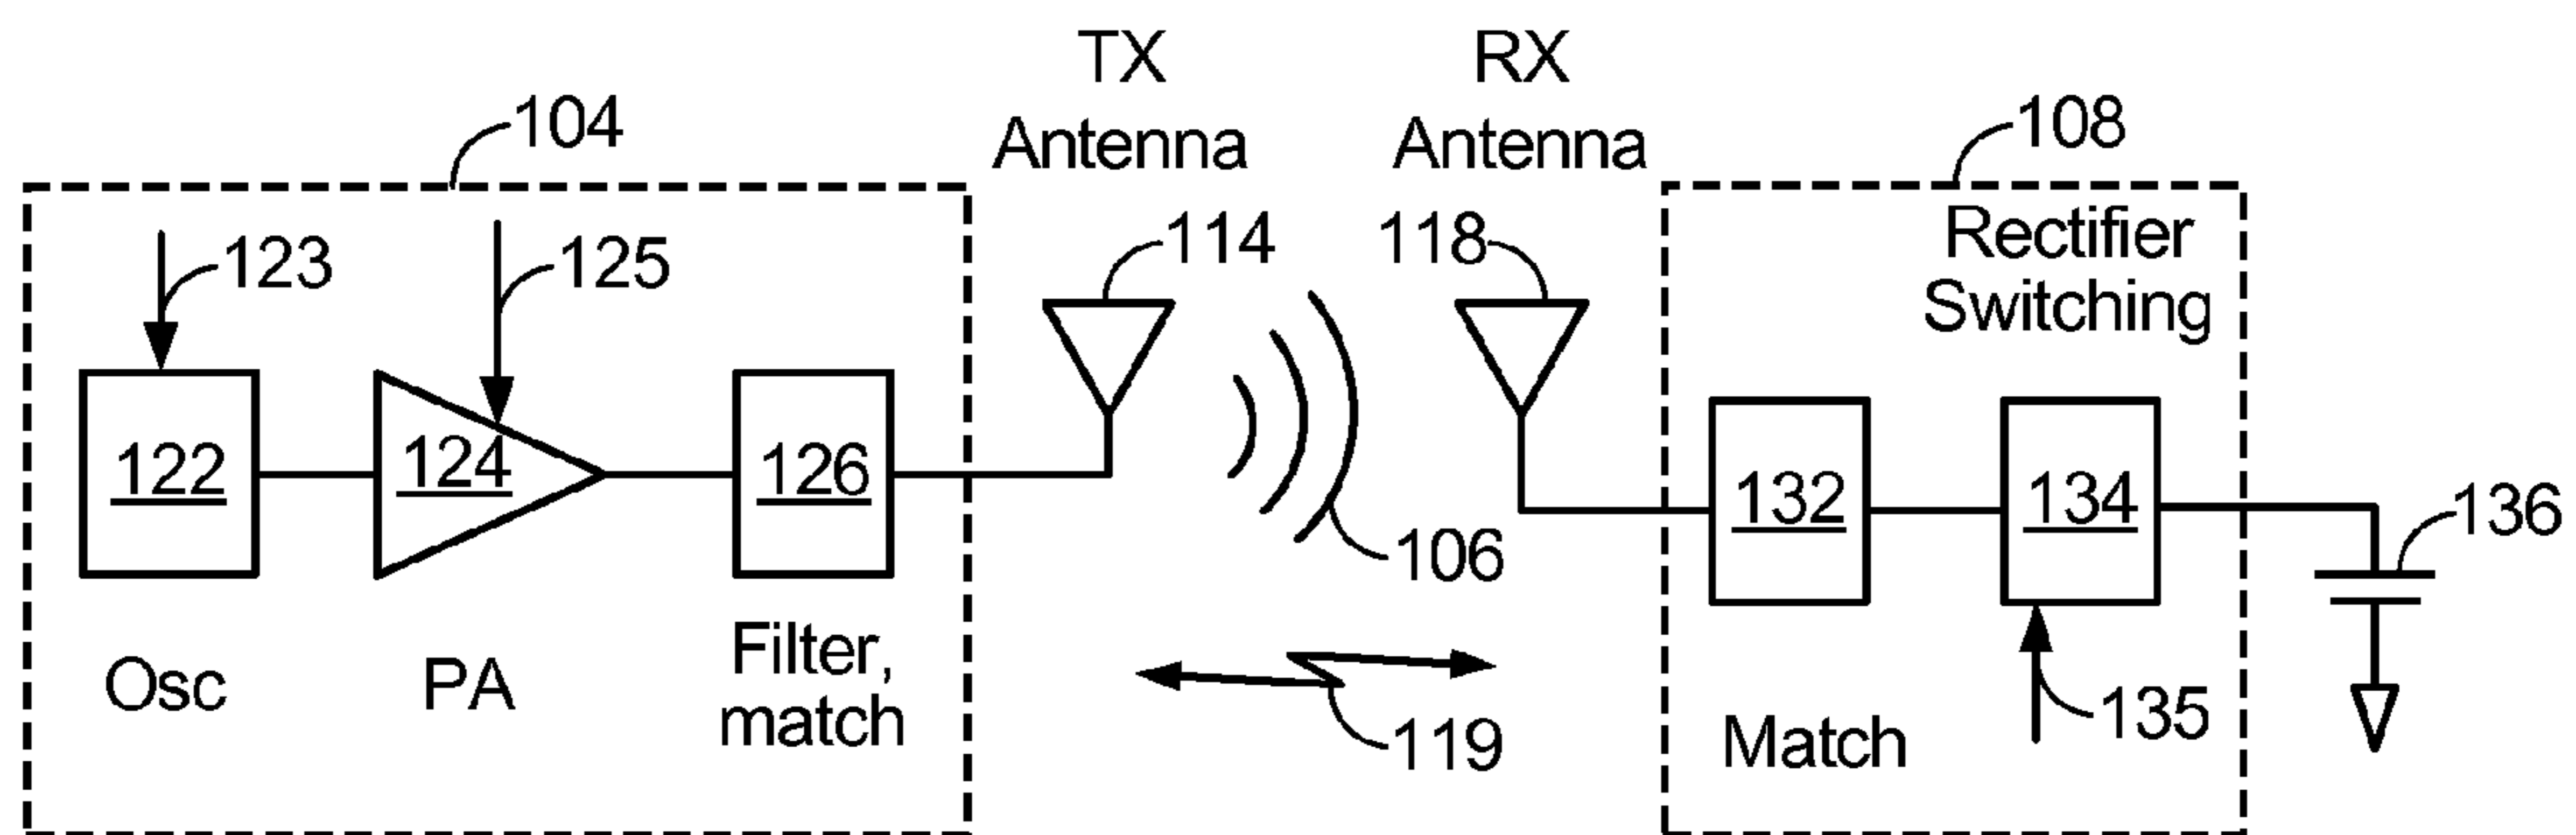 TX
Antenna
RX
Antenna
104
108
114
118
Rectifier
Switching
123
125
122
124
126
132
134
136
106
Osc
PA
Filter,
match
119
Match
135